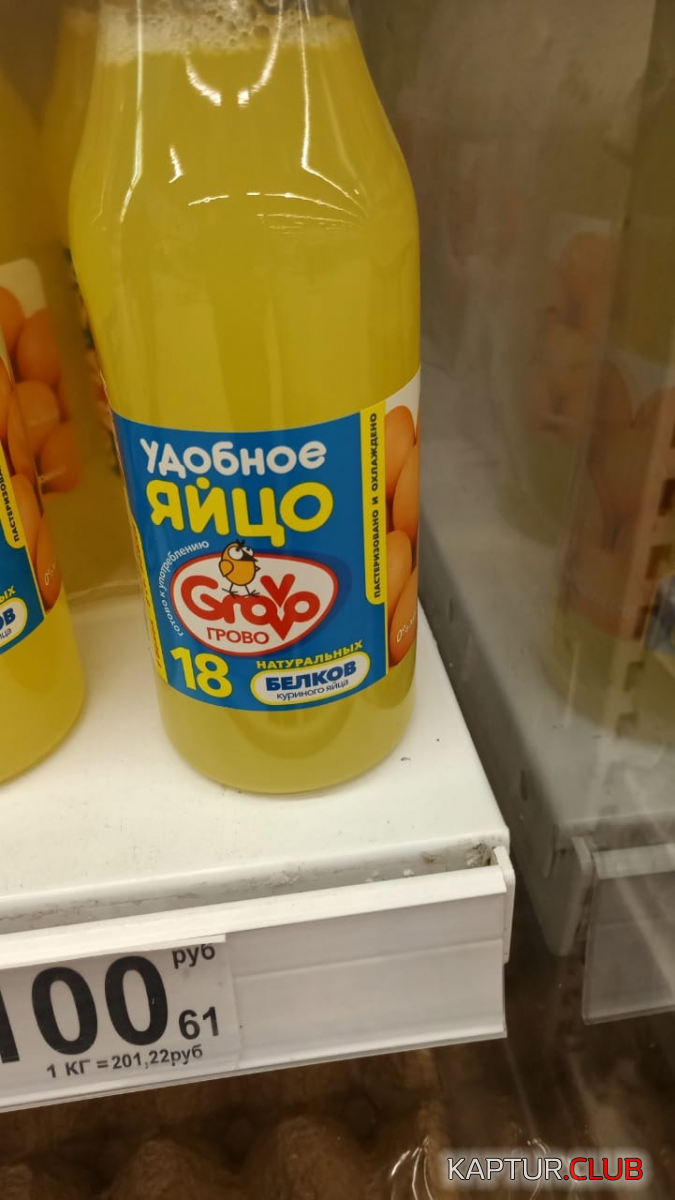 УДОБНОЕ
ЯЙЦО
готово к употреблению
Grovo
ГРОВО
18
НАТУРАЛЬНЫХ
БЕЛКОВ
куриного яйца
ПАСТЕРИЗОВАНО И ОХЛАЖДЕНО
0%
100 руб
61
1 КГ = 201,22руб
KAPTUR.CLUB